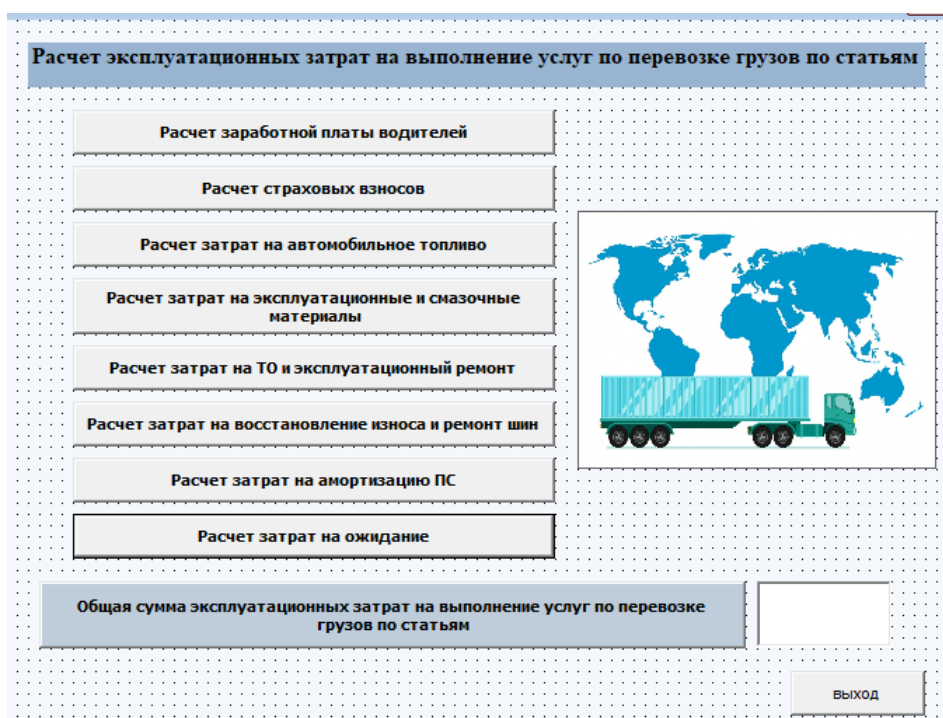 Расчет эксплуатационных затрат на выполнение услуг по перевозке грузов по статьям
Расчет заработной платы водителей
Расчет страховых взносов
Расчет затрат на автомобильное топливо
Расчет затрат на эксплуатационные и смазочные
материалы
Расчет затрат на ТО и эксплуатационный ремонт
Расчет затрат на восстановление износа и ремонт шин
Расчет затрат на амортизацию ПС
Расчет затрат на ожидание
Общая сумма эксплуатационных затрат на выполнение услуг по перевозке
грузов по статьям
выход